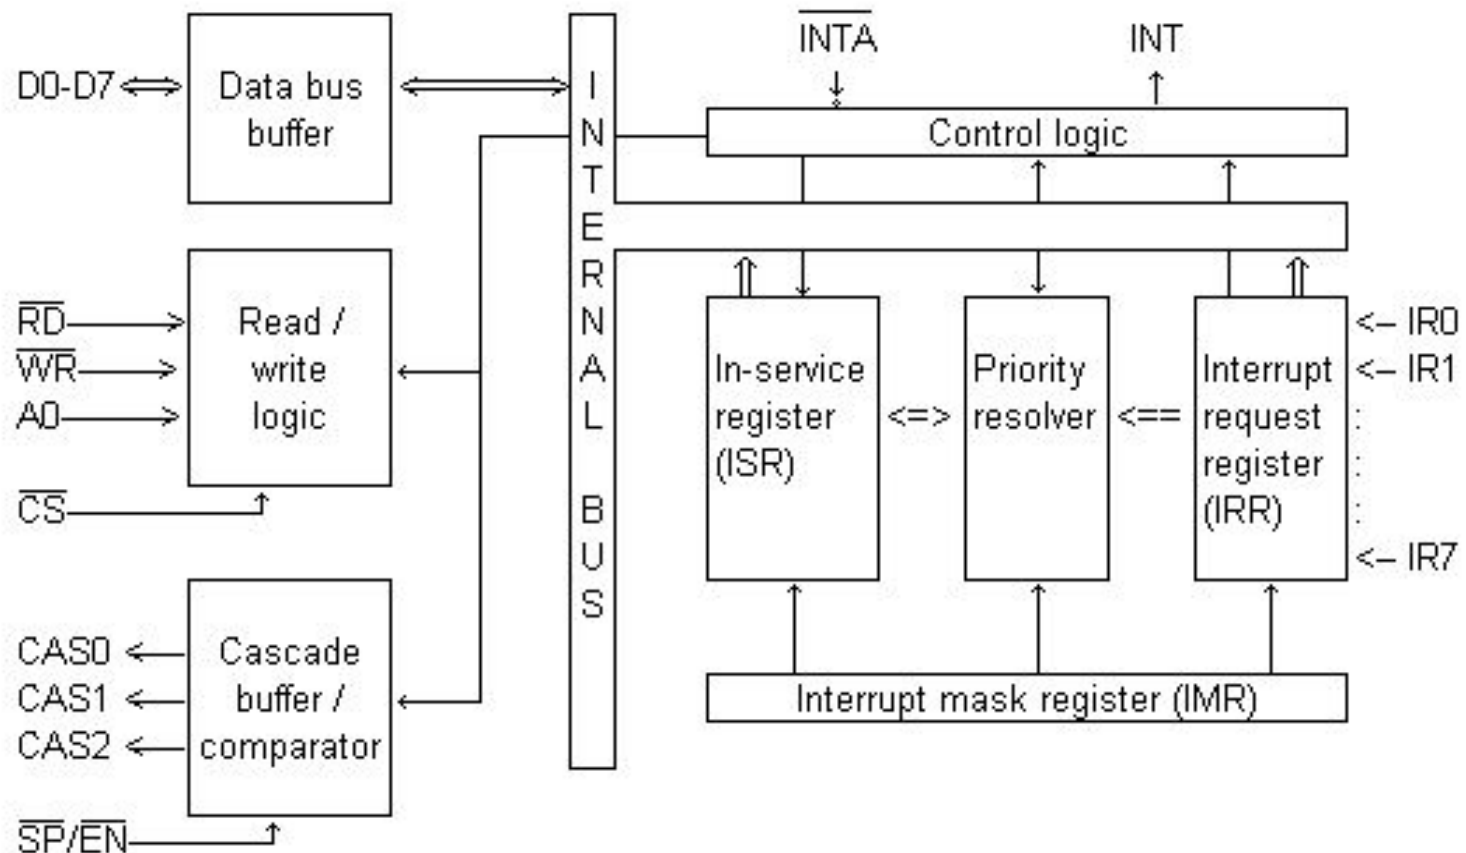 D0-D7
Data bus
buffer
INTERNAL BUS
INTA
INT
Control logic
RD
WR
A0
CS
Read /
write
logic
In-service
register
(ISR)
<=>
Priority
resolver
<==
Interrupt
request
register
(IRR)
<– IR0
<– IR1
:
:
:
<– IR7
CAS0
CAS1
CAS2
SP/EN
Cascade
buffer /
comparator
Interrupt mask register (IMR)